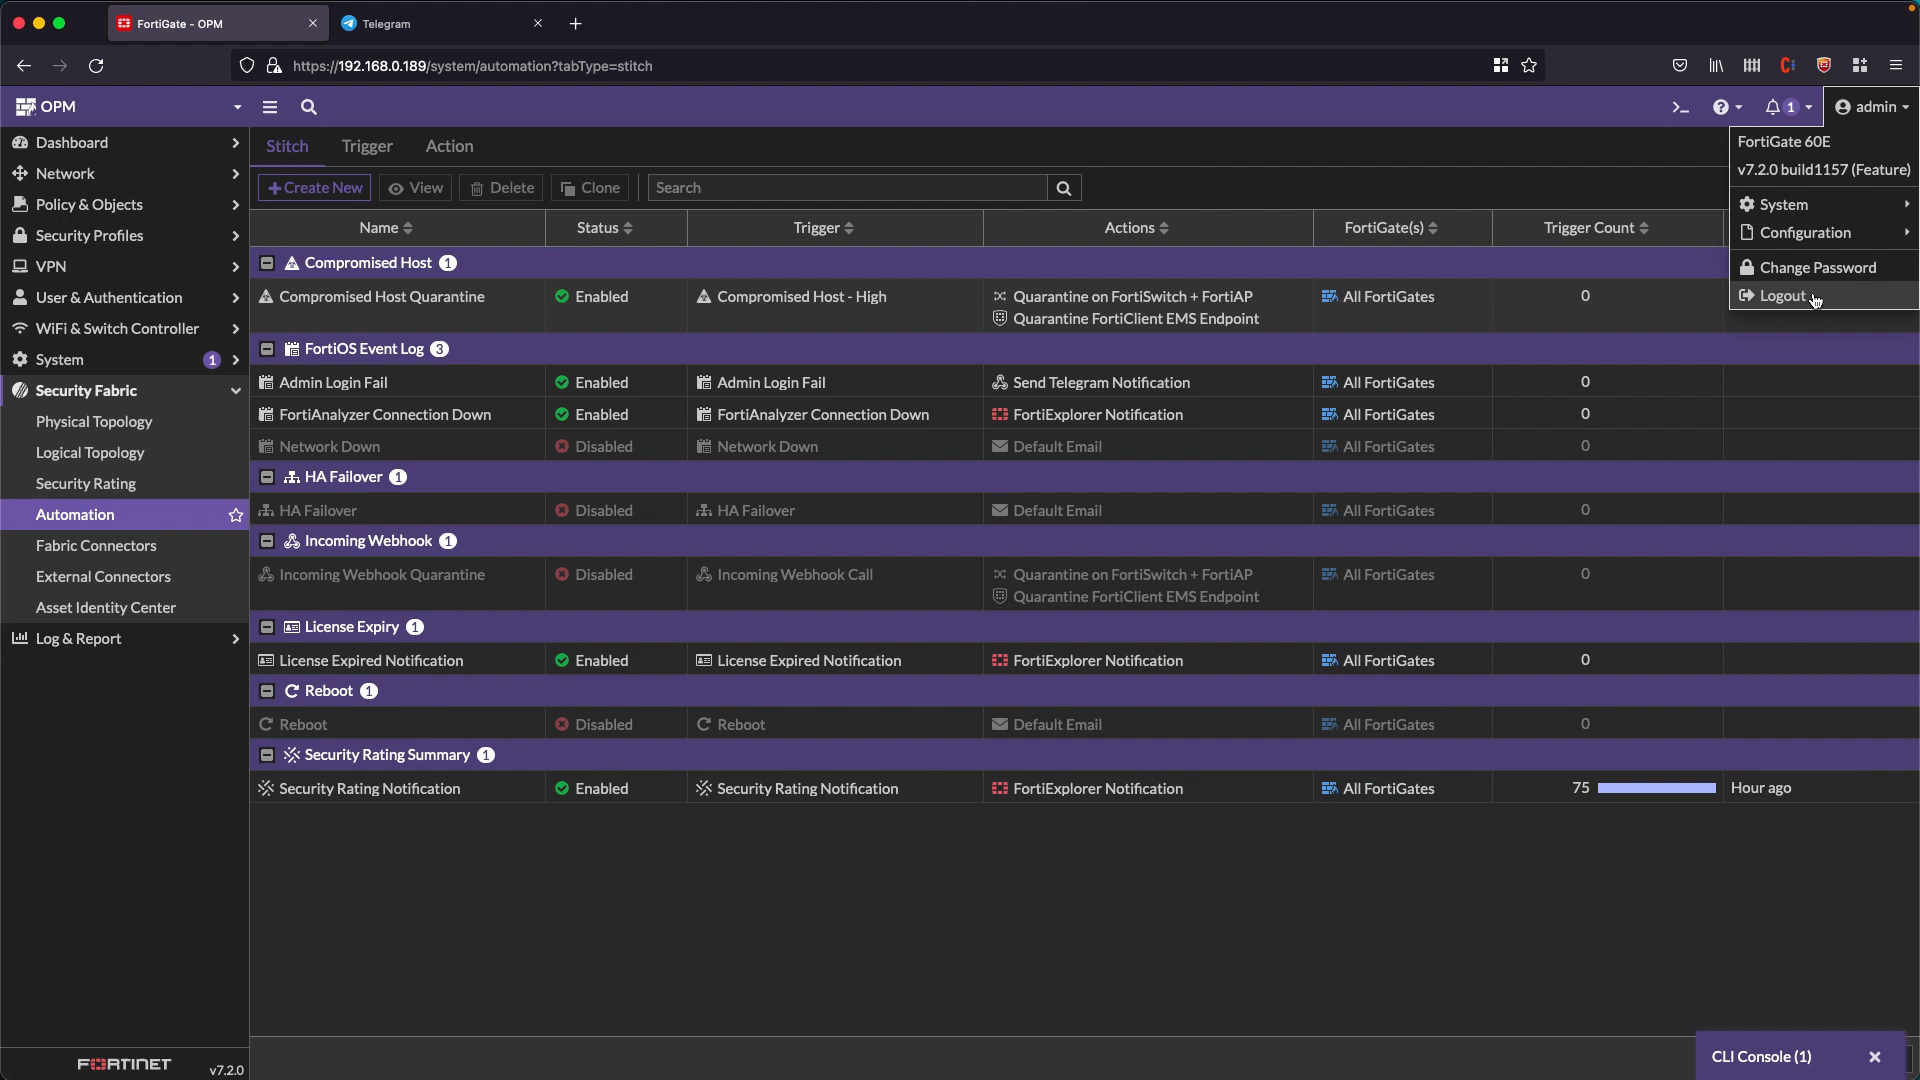 FortiGate - OPM
Telegram
https://192.168.0.189/system/automation?tabType=stitch
OPM
1
admin
Dashboard
Network
Policy & Objects
Security Profiles
VPN
User & Authentication
WiFi & Switch Controller
System 1
Security Fabric
Physical Topology
Logical Topology
Security Rating
Automation
Fabric Connectors
External Connectors
Asset Identity Center
Log & Report
FORTINET v7.2.0
Stitch Trigger Action
+Create New View Delete Clone Search
Name Status Trigger Actions FortiGate(s) Trigger Count
Compromised Host 1
Compromised Host Quarantine Enabled Compromised Host - High Quarantine on FortiSwitch + FortiAP All FortiGates 0
Quarantine FortiClient EMS Endpoint
FortiOS Event Log 3
Admin Login Fail Enabled Admin Login Fail Send Telegram Notification All FortiGates 0
FortiAnalyzer Connection Down Enabled FortiAnalyzer Connection Down FortiExplorer Notification All FortiGates 0
Network Down Disabled Network Down Default Email All FortiGates 0
HA Failover 1
HA Failover Disabled HA Failover Default Email All FortiGates 0
Incoming Webhook 1
Incoming Webhook Quarantine Disabled Incoming Webhook Call Quarantine on FortiSwitch + FortiAP All FortiGates 0
Quarantine FortiClient EMS Endpoint
License Expiry 1
License Expired Notification Enabled License Expired Notification FortiExplorer Notification All FortiGates 0
Reboot 1
Reboot Disabled Reboot Default Email All FortiGates 0
Security Rating Summary 1
Security Rating Notification Enabled Security Rating Notification FortiExplorer Notification All FortiGates 75 Hour ago
FortiGate 60E
v7.2.0 build1157 (Feature)
System
Configuration
Change Password
Logout
CLI Console (1)